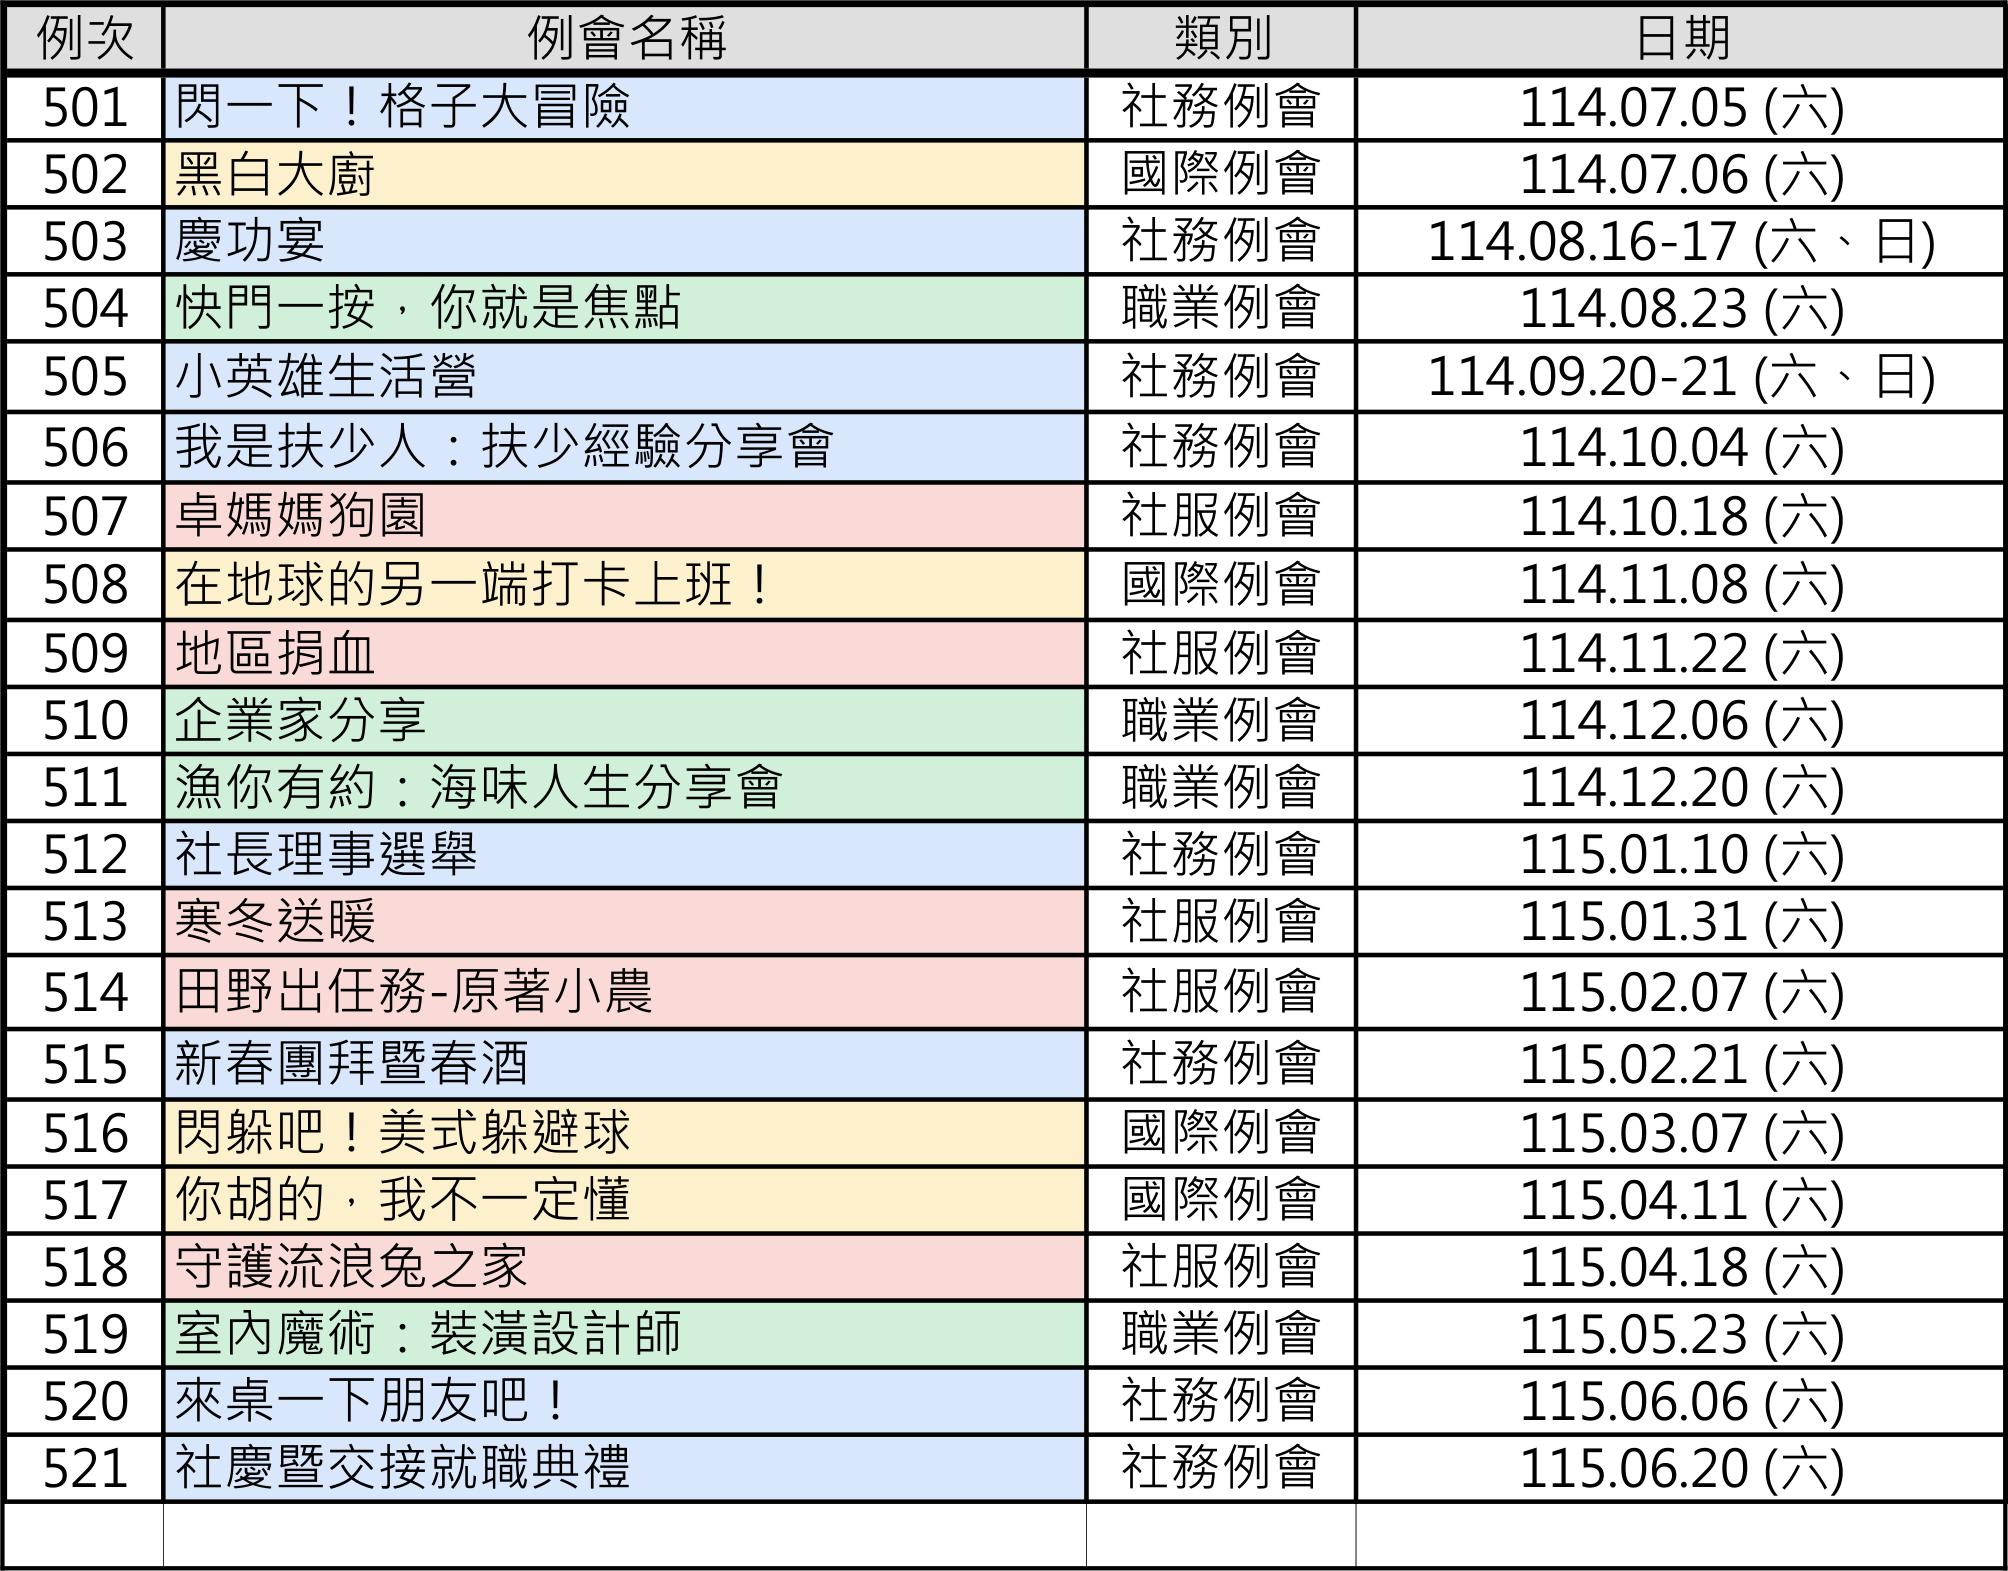 例次 例會名稱 類別 日期
501 閃一下！格子大冒險 社務例會 114.07.05 (六)
502 黑白大廚 國際例會 114.07.06 (六)
503 慶功宴 社務例會 114.08.16-17 (六、日)
504 快門一按，你就是焦點 職業例會 114.08.23 (六)
505 小英雄生活營 社務例會 114.09.20-21 (六、日)
506 我是扶少人：扶少經驗分享會 社務例會 114.10.04 (六)
507 卓媽媽狗園 社服例會 114.10.18 (六)
508 在地球的另一端打卡上班！ 國際例會 114.11.08 (六)
509 地區捐血 社服例會 114.11.22 (六)
510 企業家分享 職業例會 114.12.06 (六)
511 漁你有約：海味人生分享會 職業例會 114.12.20 (六)
512 社長理事選舉 社務例會 115.01.10 (六)
513 寒冬送暖 社服例會 115.01.31 (六)
514 田野出任務-原著小農 社服例會 115.02.07 (六)
515 新春團拜暨春酒 社務例會 115.02.21 (六)
516 閃躲吧！美式躲避球 國際例會 115.03.07 (六)
517 你胡的，我不一定懂 國際例會 115.04.11 (六)
518 守護流浪兔之家 社服例會 115.04.18 (六)
519 室內魔術：裝潢設計師 職業例會 115.05.23 (六)
520 來桌一下朋友吧！ 社務例會 115.06.06 (六)
521 社慶暨交接就職典禮 社務例會 115.06.20 (六)